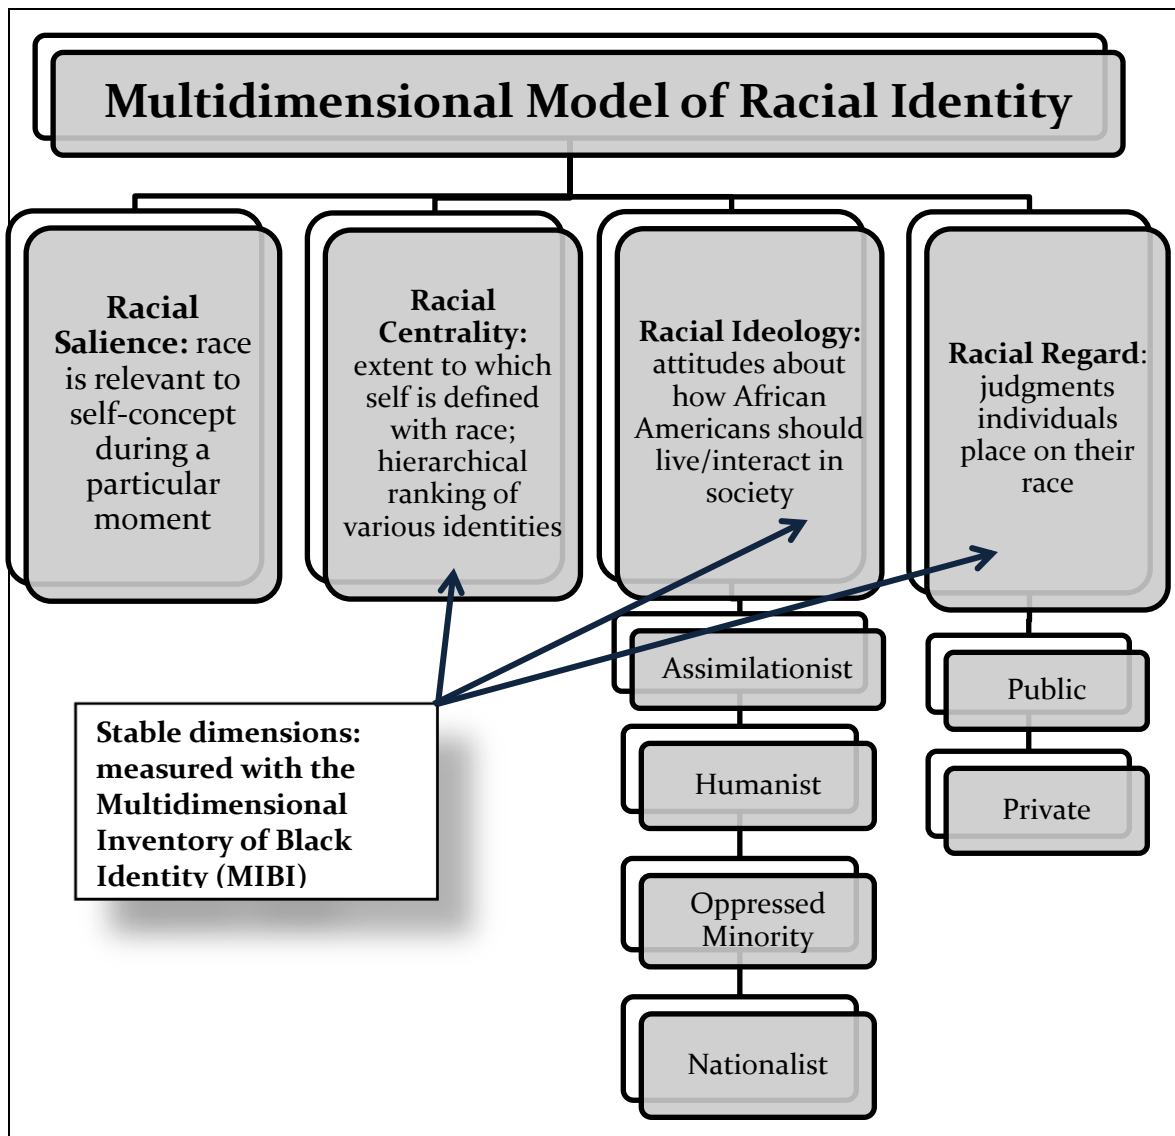 Multidimensional Model of Racial Identity
Racial
Salience: race
is relevant to
self-concept
during a
particular
moment
Racial
Centrality:
extent to which
self is defined
with race;
hierarchical
ranking of
various identities
Racial Ideology:
attitudes about
how African
Americans should
live/interact in
society
Racial Regard:
judgments
individuals
place on their
race
Assimilationist
Humanist
Oppressed
Minority
Nationalist
Public
Private
Stable dimensions:
measured with the
Multidimensional
Inventory of Black
Identity (MIBI)